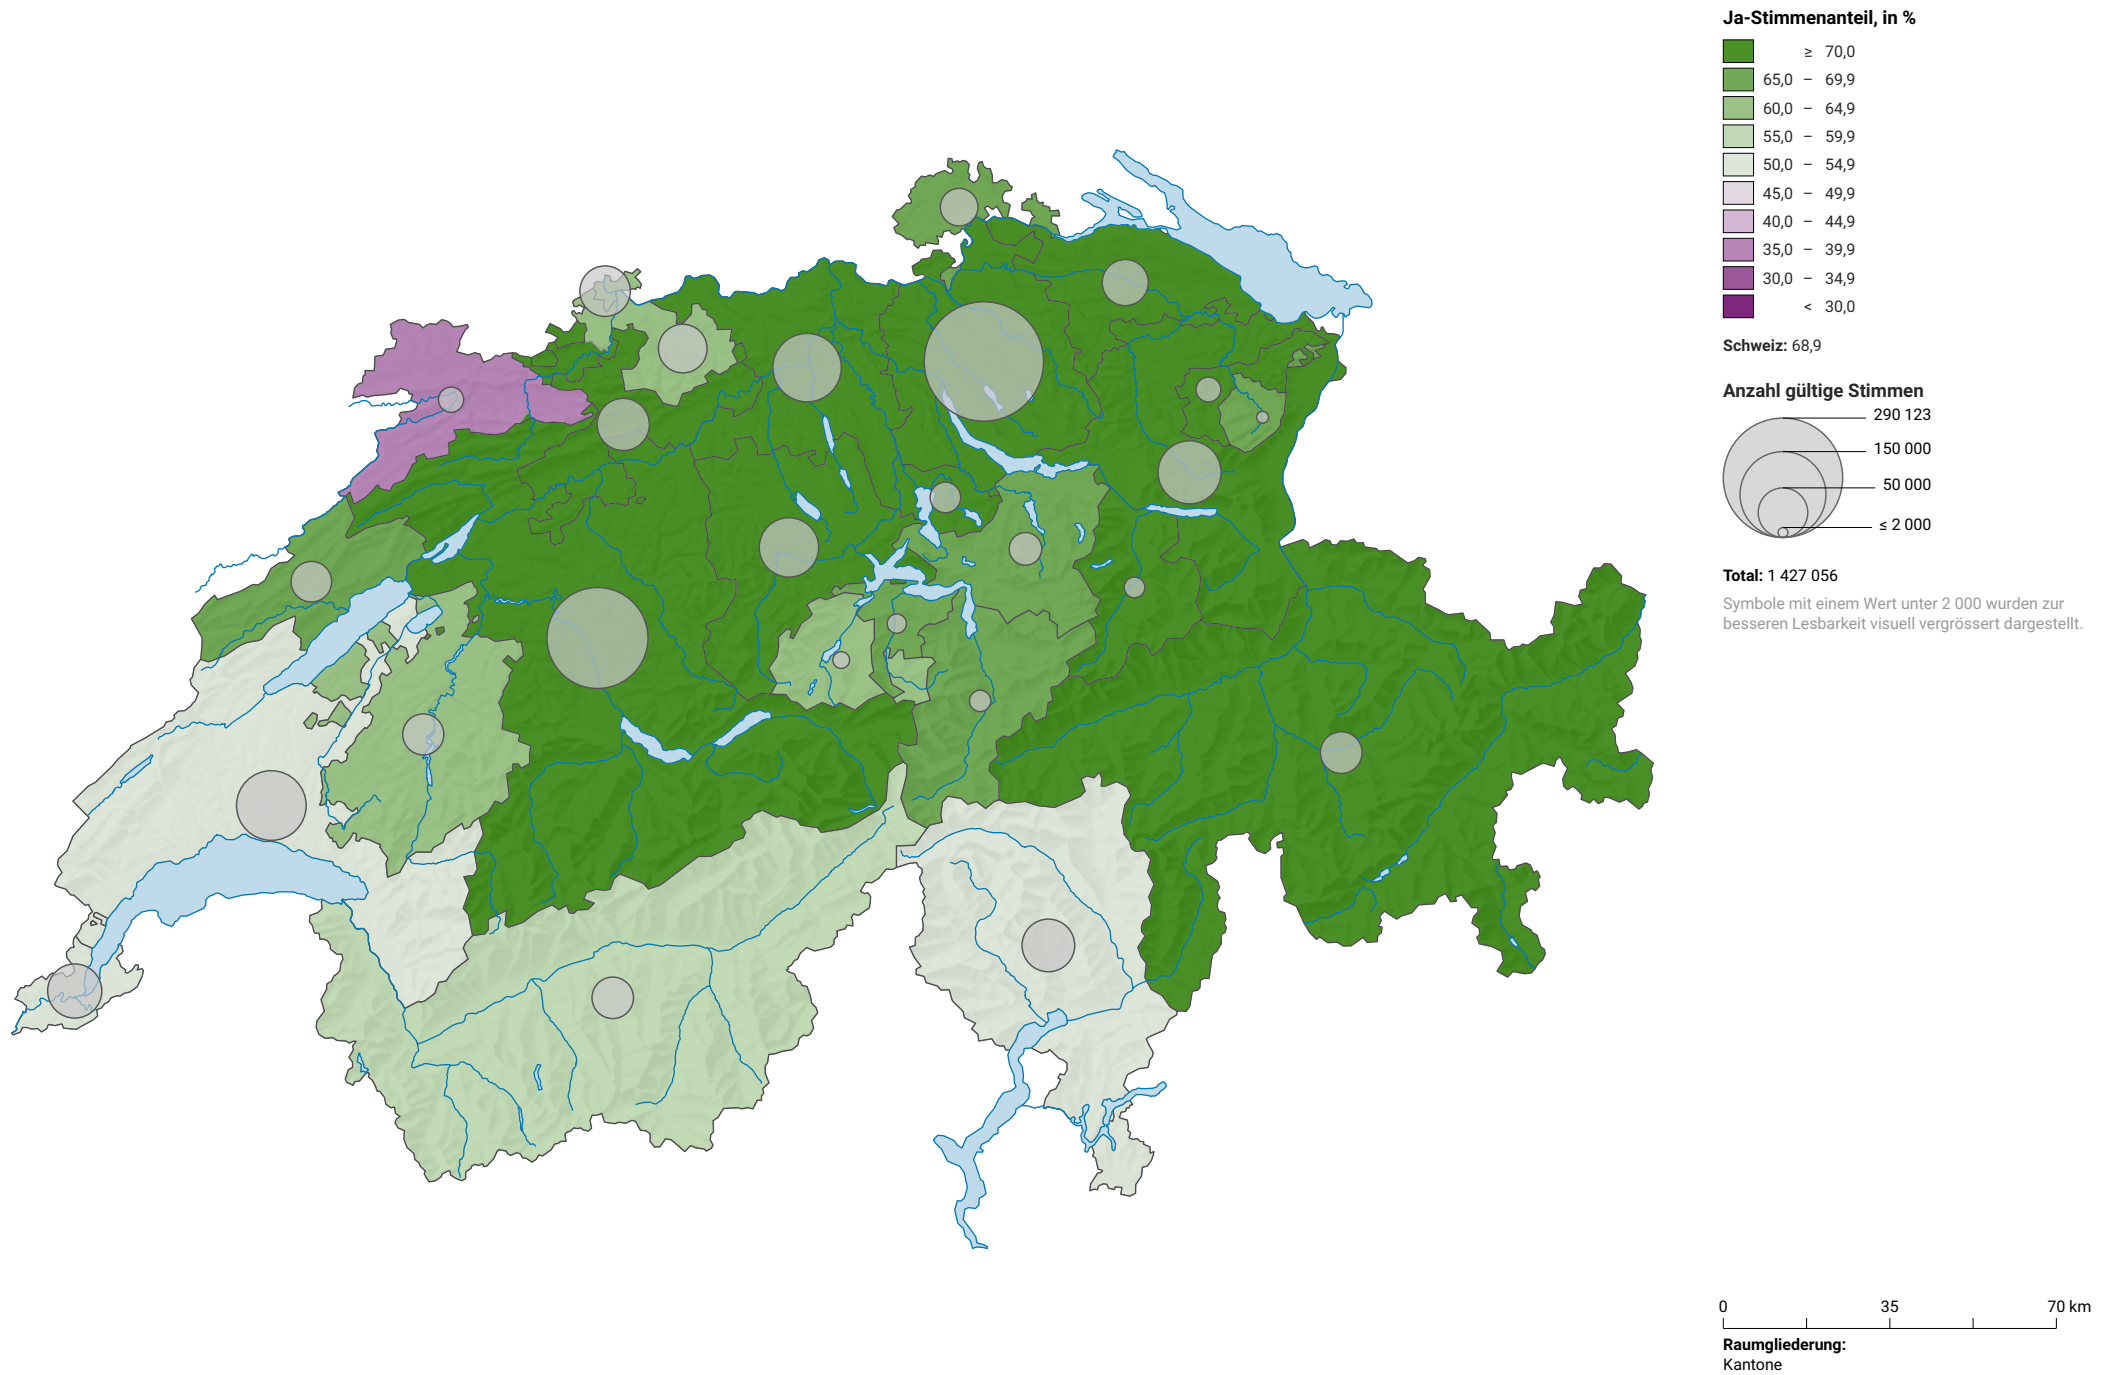 Ja-Stimmenanteil, in %
≥ 70,0
65,0 – 69,9
60,0 – 64,9
55,0 – 59,9
50,0 – 54,9
45,0 – 49,9
40,0 – 44,9
35,0 – 39,9
30,0 – 34,9
< 30,0
Schweiz: 68,9
Anzahl gültige Stimmen
290 123
150 000
50 000
≤ 2 000
Total: 1 427 056
Symbole mit einem Wert unter 2 000 wurden zur
besseren Lesbarkeit visuell vergrössert dargestellt.
0 35 70 km
Raumgliederung:
Kantone